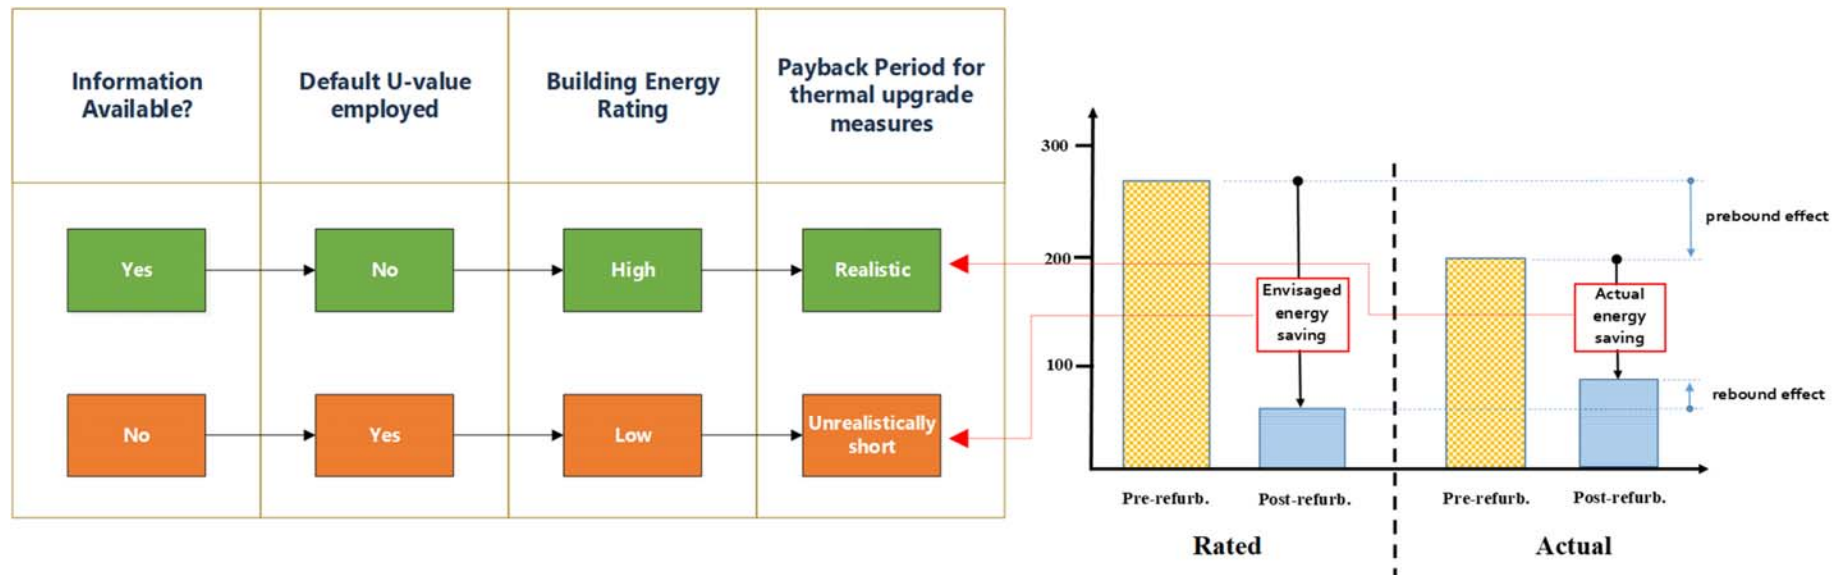 Information
Available?
Default U-value
employed
Building Energy
Rating
Payback Period for
thermal upgrade
measures
Yes
No
High
Realistic
No
Yes
Low
Unrealistically
short
300
200
100
Envisaged
energy
saving
Actual
energy
saving
prebound effect
rebound effect
Pre-refurb.
Post-refurb.
Pre-refurb.
Post-refurb.
Rated
Actual